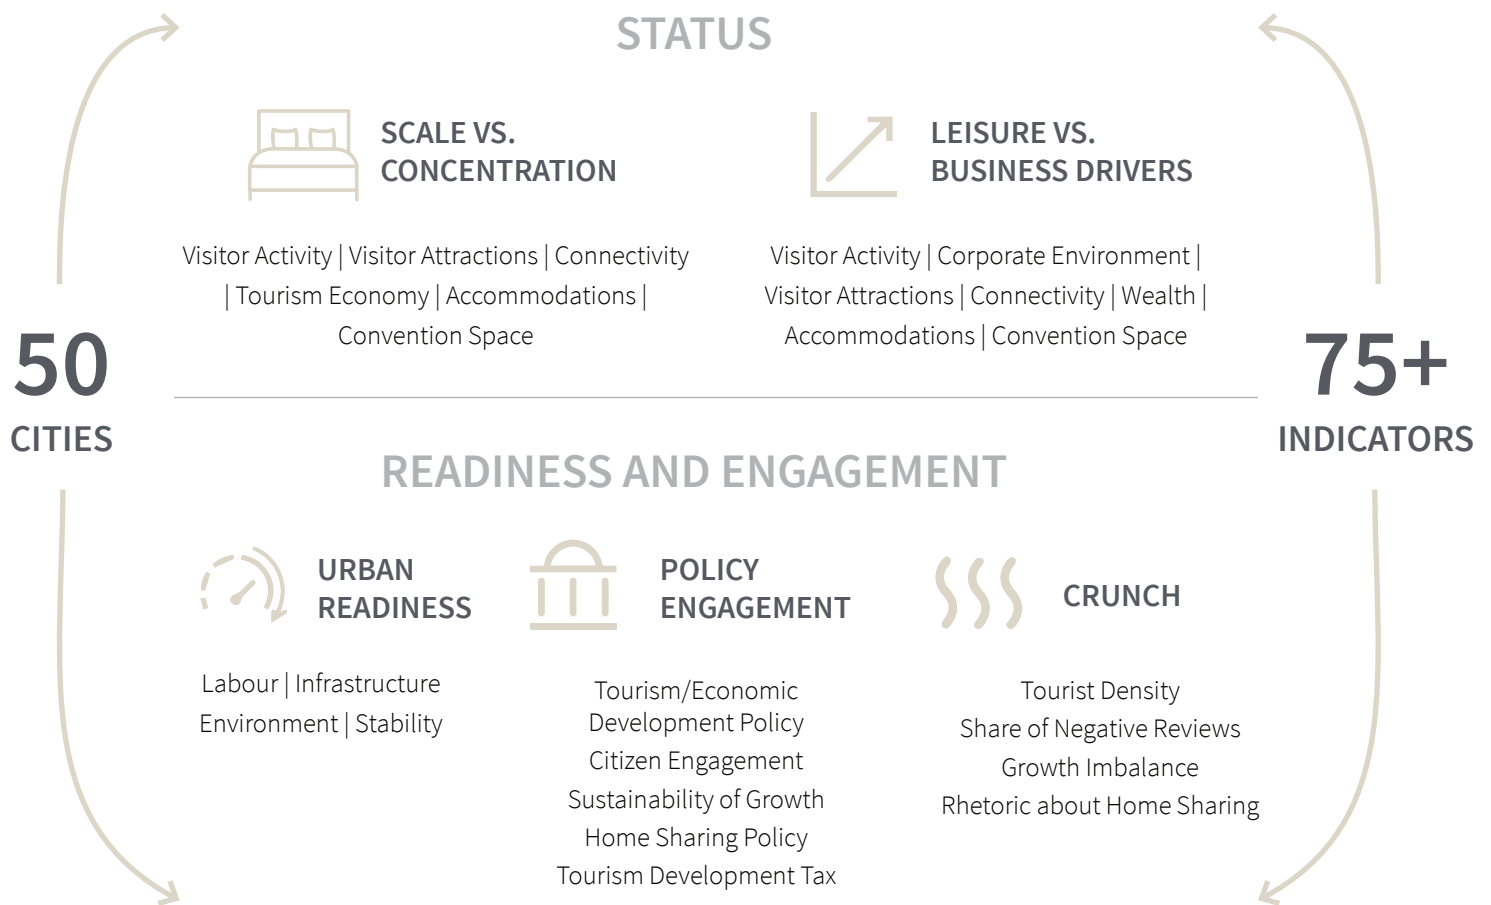 STATUS
SCALE VS.
CONCENTRATION
Visitor Activity | Visitor Attractions | Connectivity
| Tourism Economy | Accommodations |
Convention Space
LEISURE VS.
BUSINESS DRIVERS
Visitor Activity | Corporate Environment |
Visitor Attractions | Connectivity | Wealth |
Accommodations | Convention Space
50
CITIES
75+
INDICATORS
READINESS AND ENGAGEMENT
URBAN
READINESS
Labour | Infrastructure
Environment | Stability
POLICY
ENGAGEMENT
Tourism/Economic
Development Policy
Citizen Engagement
Sustainability of Growth
Home Sharing Policy
Tourism Development Tax
CRUNCH
Tourist Density
Share of Negative Reviews
Growth Imbalance
Rhetoric about Home Sharing